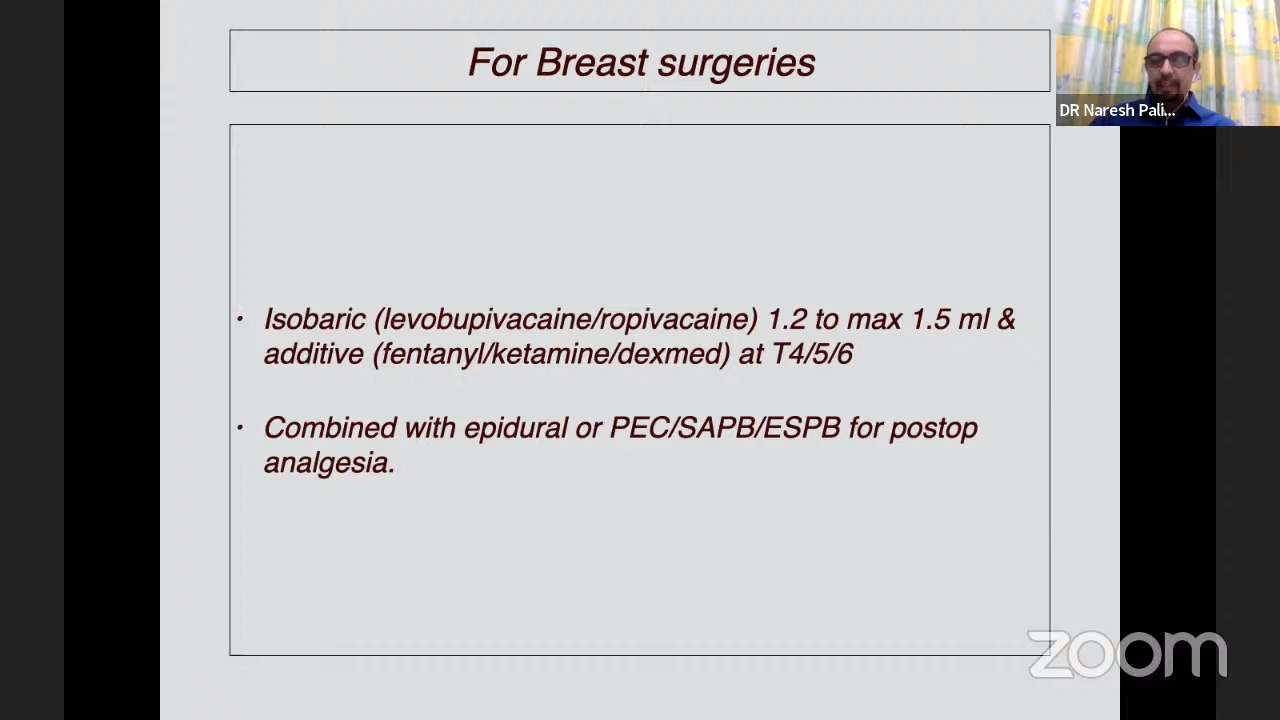 For Breast surgeries
DR Naresh Pali...
• Isobaric (levobupivacaine/ropivacaine) 1.2 to max 1.5 ml &
additive (fentanyl/ketamine/dexmed) at T4/5/6
• Combined with epidural or PEC/SAPB/ESPB for postop
analgesia.
zoom